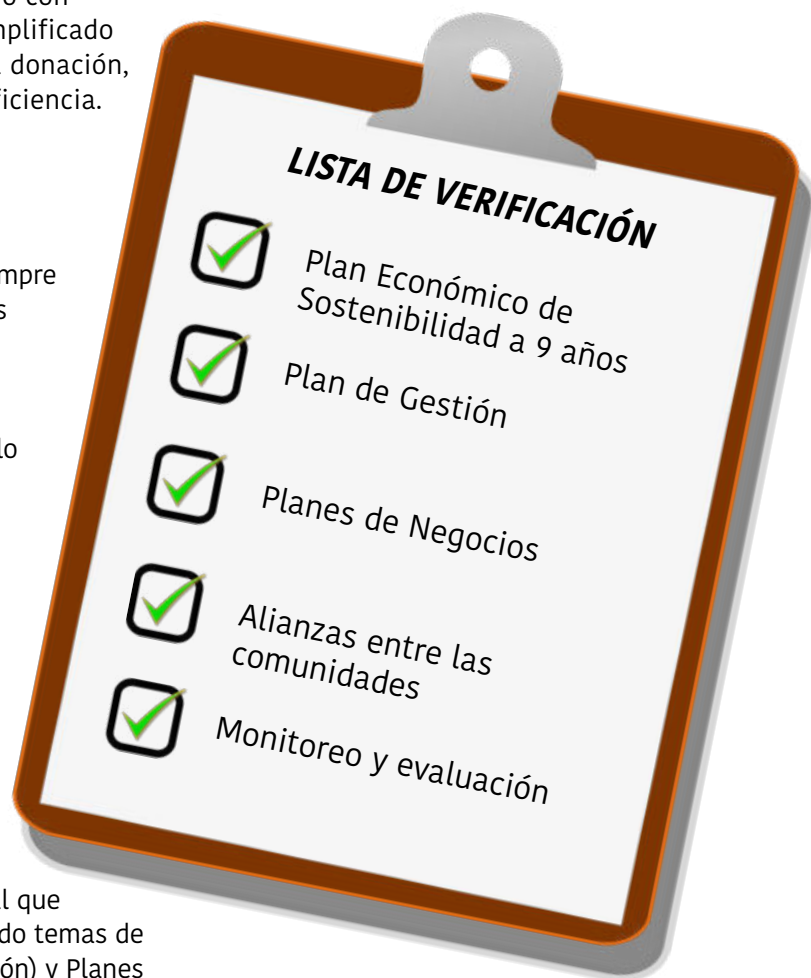 mplificado
donación,
ficiencia.
mpre
s
lo
LISTA DE VERIFICACIÓN
Plan Económico de
Sostenibilidad a 9 años
Plan de Gestión
Planes de Negocios
Alianzas entre las
comunidades
Monitoreo y evaluación
l que
do temas de
ón) y Planes